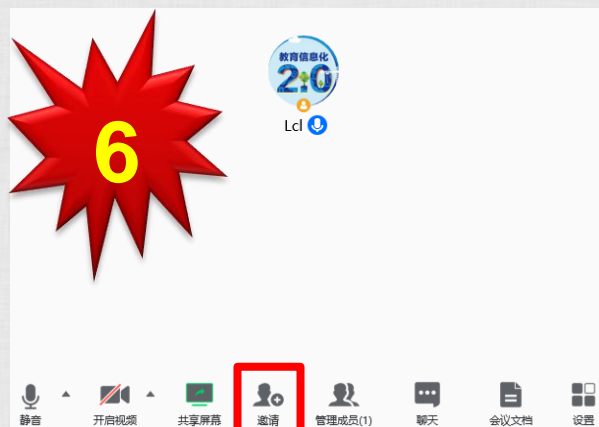 教育信息化
2.0
Lcl
6
静音
开启视频
共享屏幕
邀请
管理成员(1)
聊天
会议文档
设置